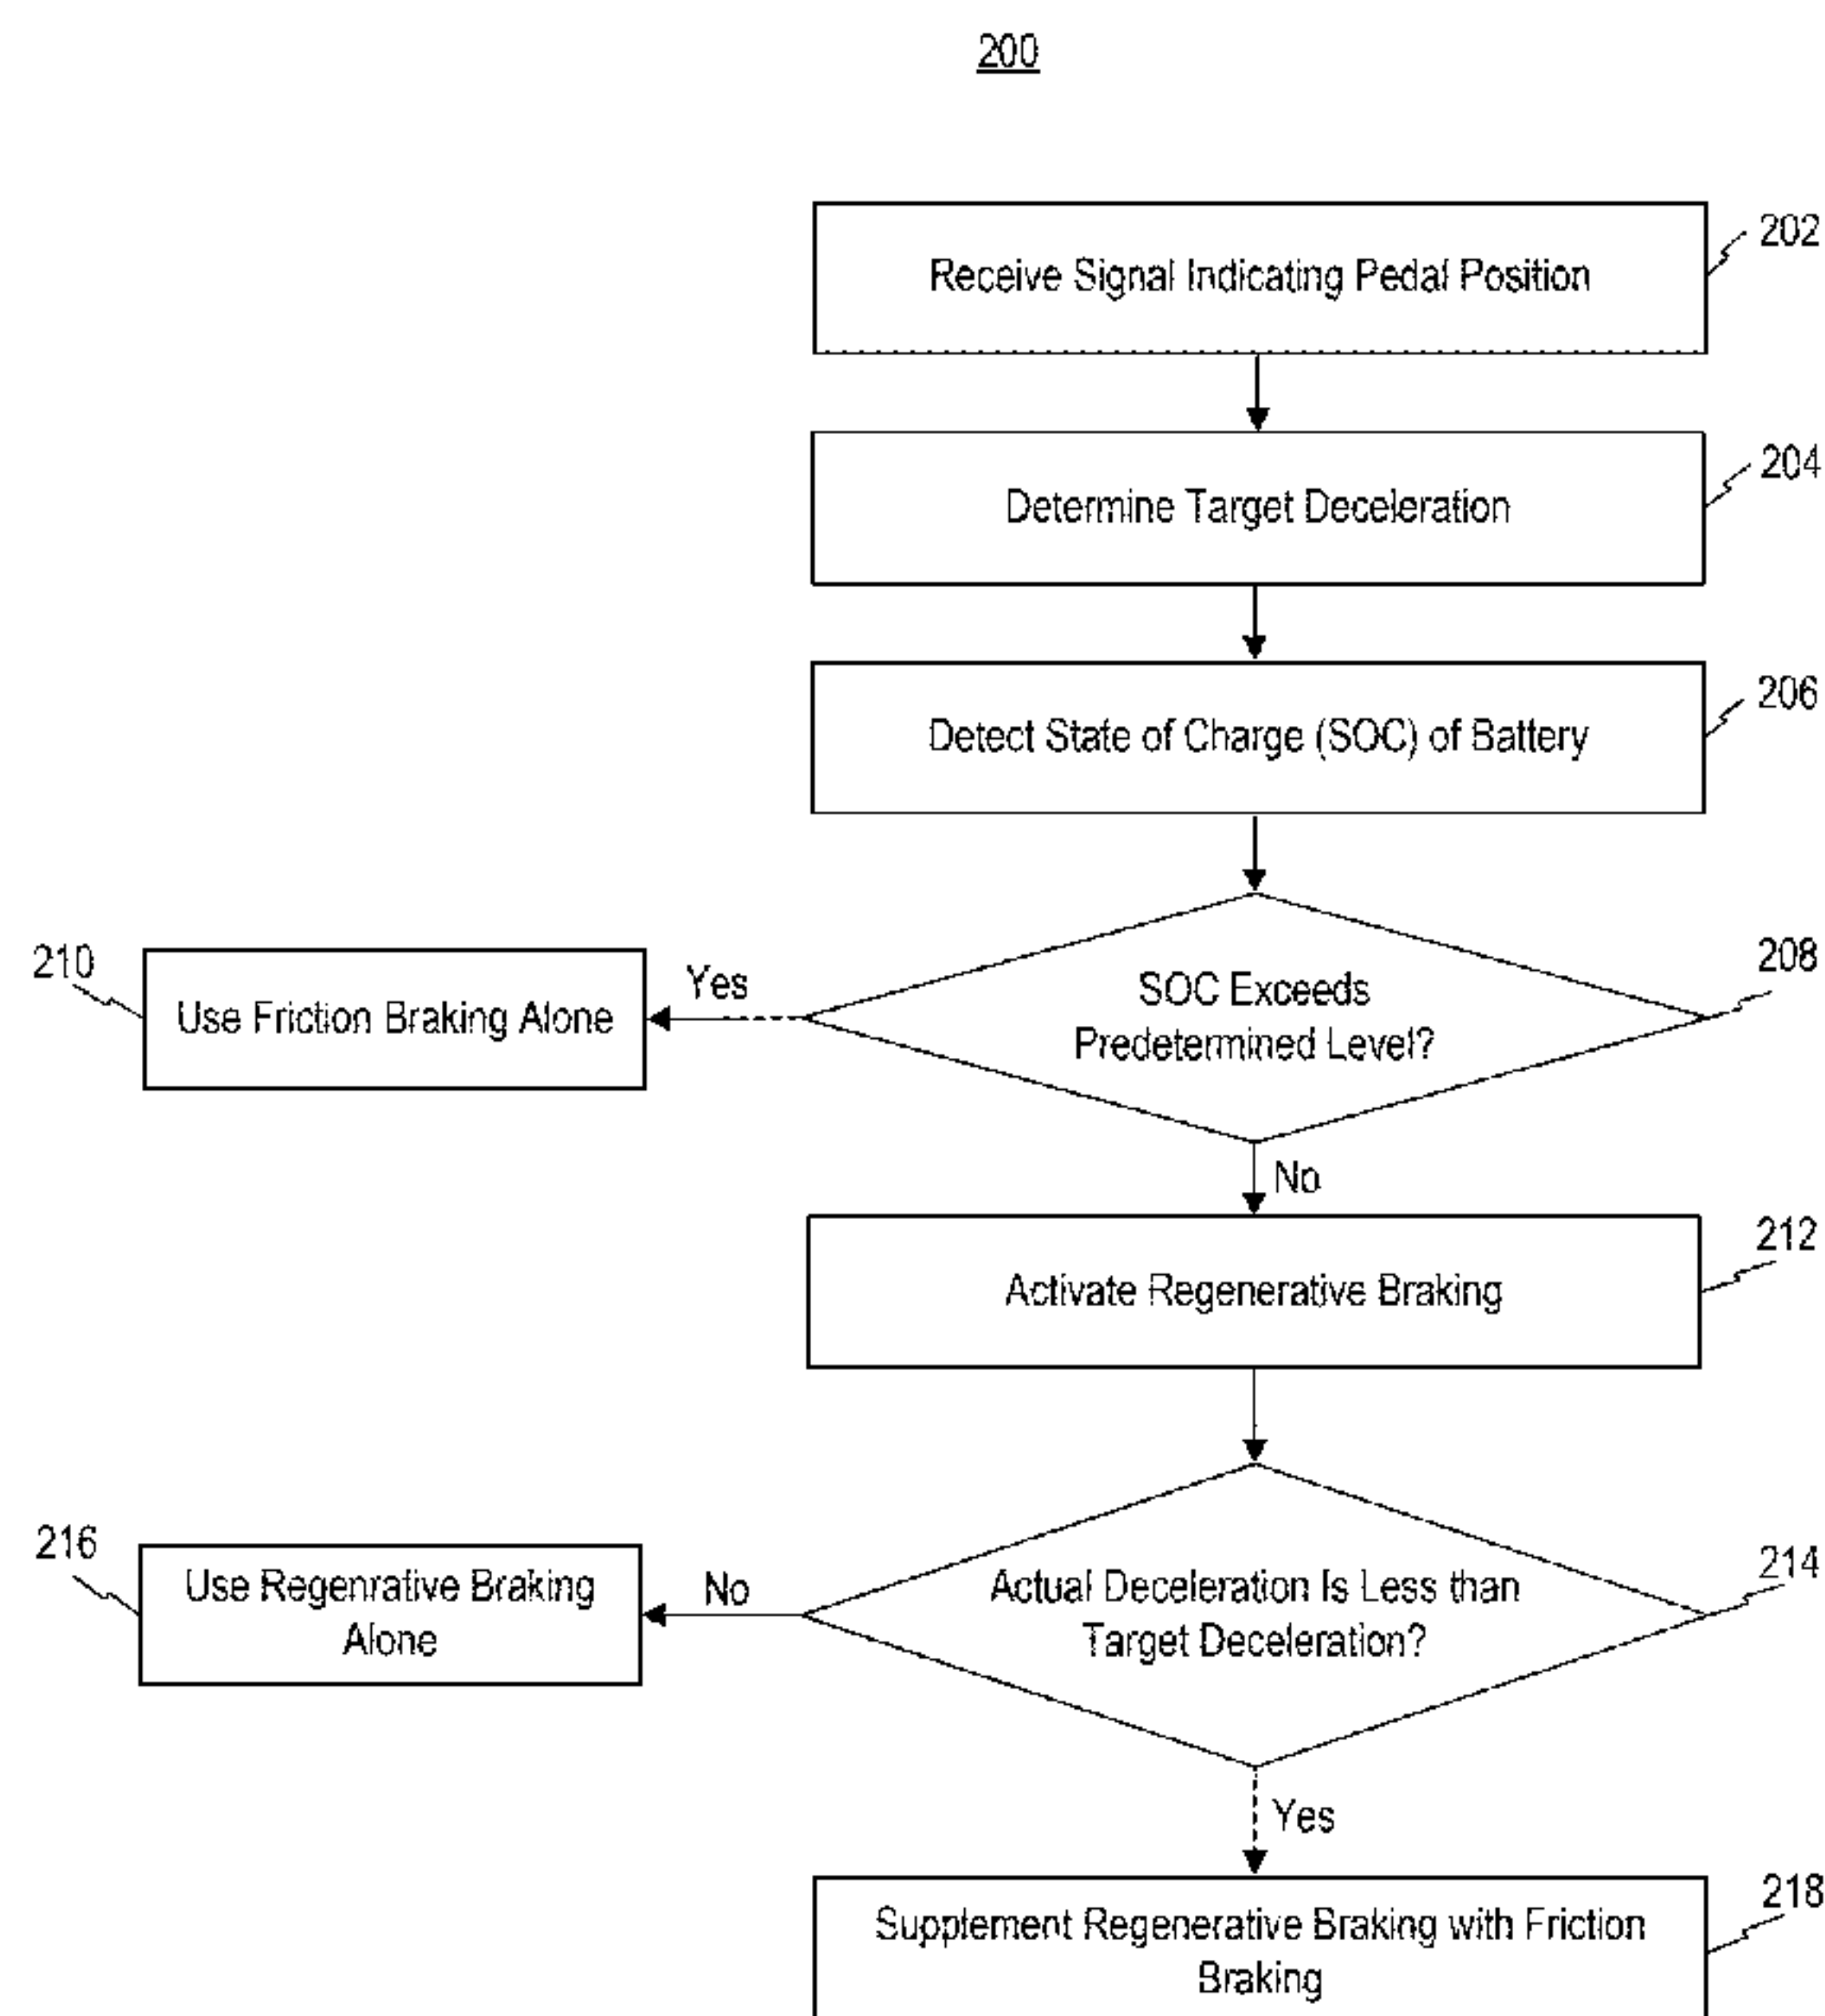 200
202
Receive Signal Indicating Pedal Position
204
Determine Target Deceleration
206
Detect State of Charge (SOC) of Battery
208
210
Yes
SOC Exceeds
Predetermined Level?
Use Friction Braking Alone
No
212
Activate Regenerative Braking
214
216
No
Actual Deceleration Is Less than
Target Deceleration?
Use Regenrative Braking
Alone
Yes
218
Supplement Regenerative Braking with Friction
Braking